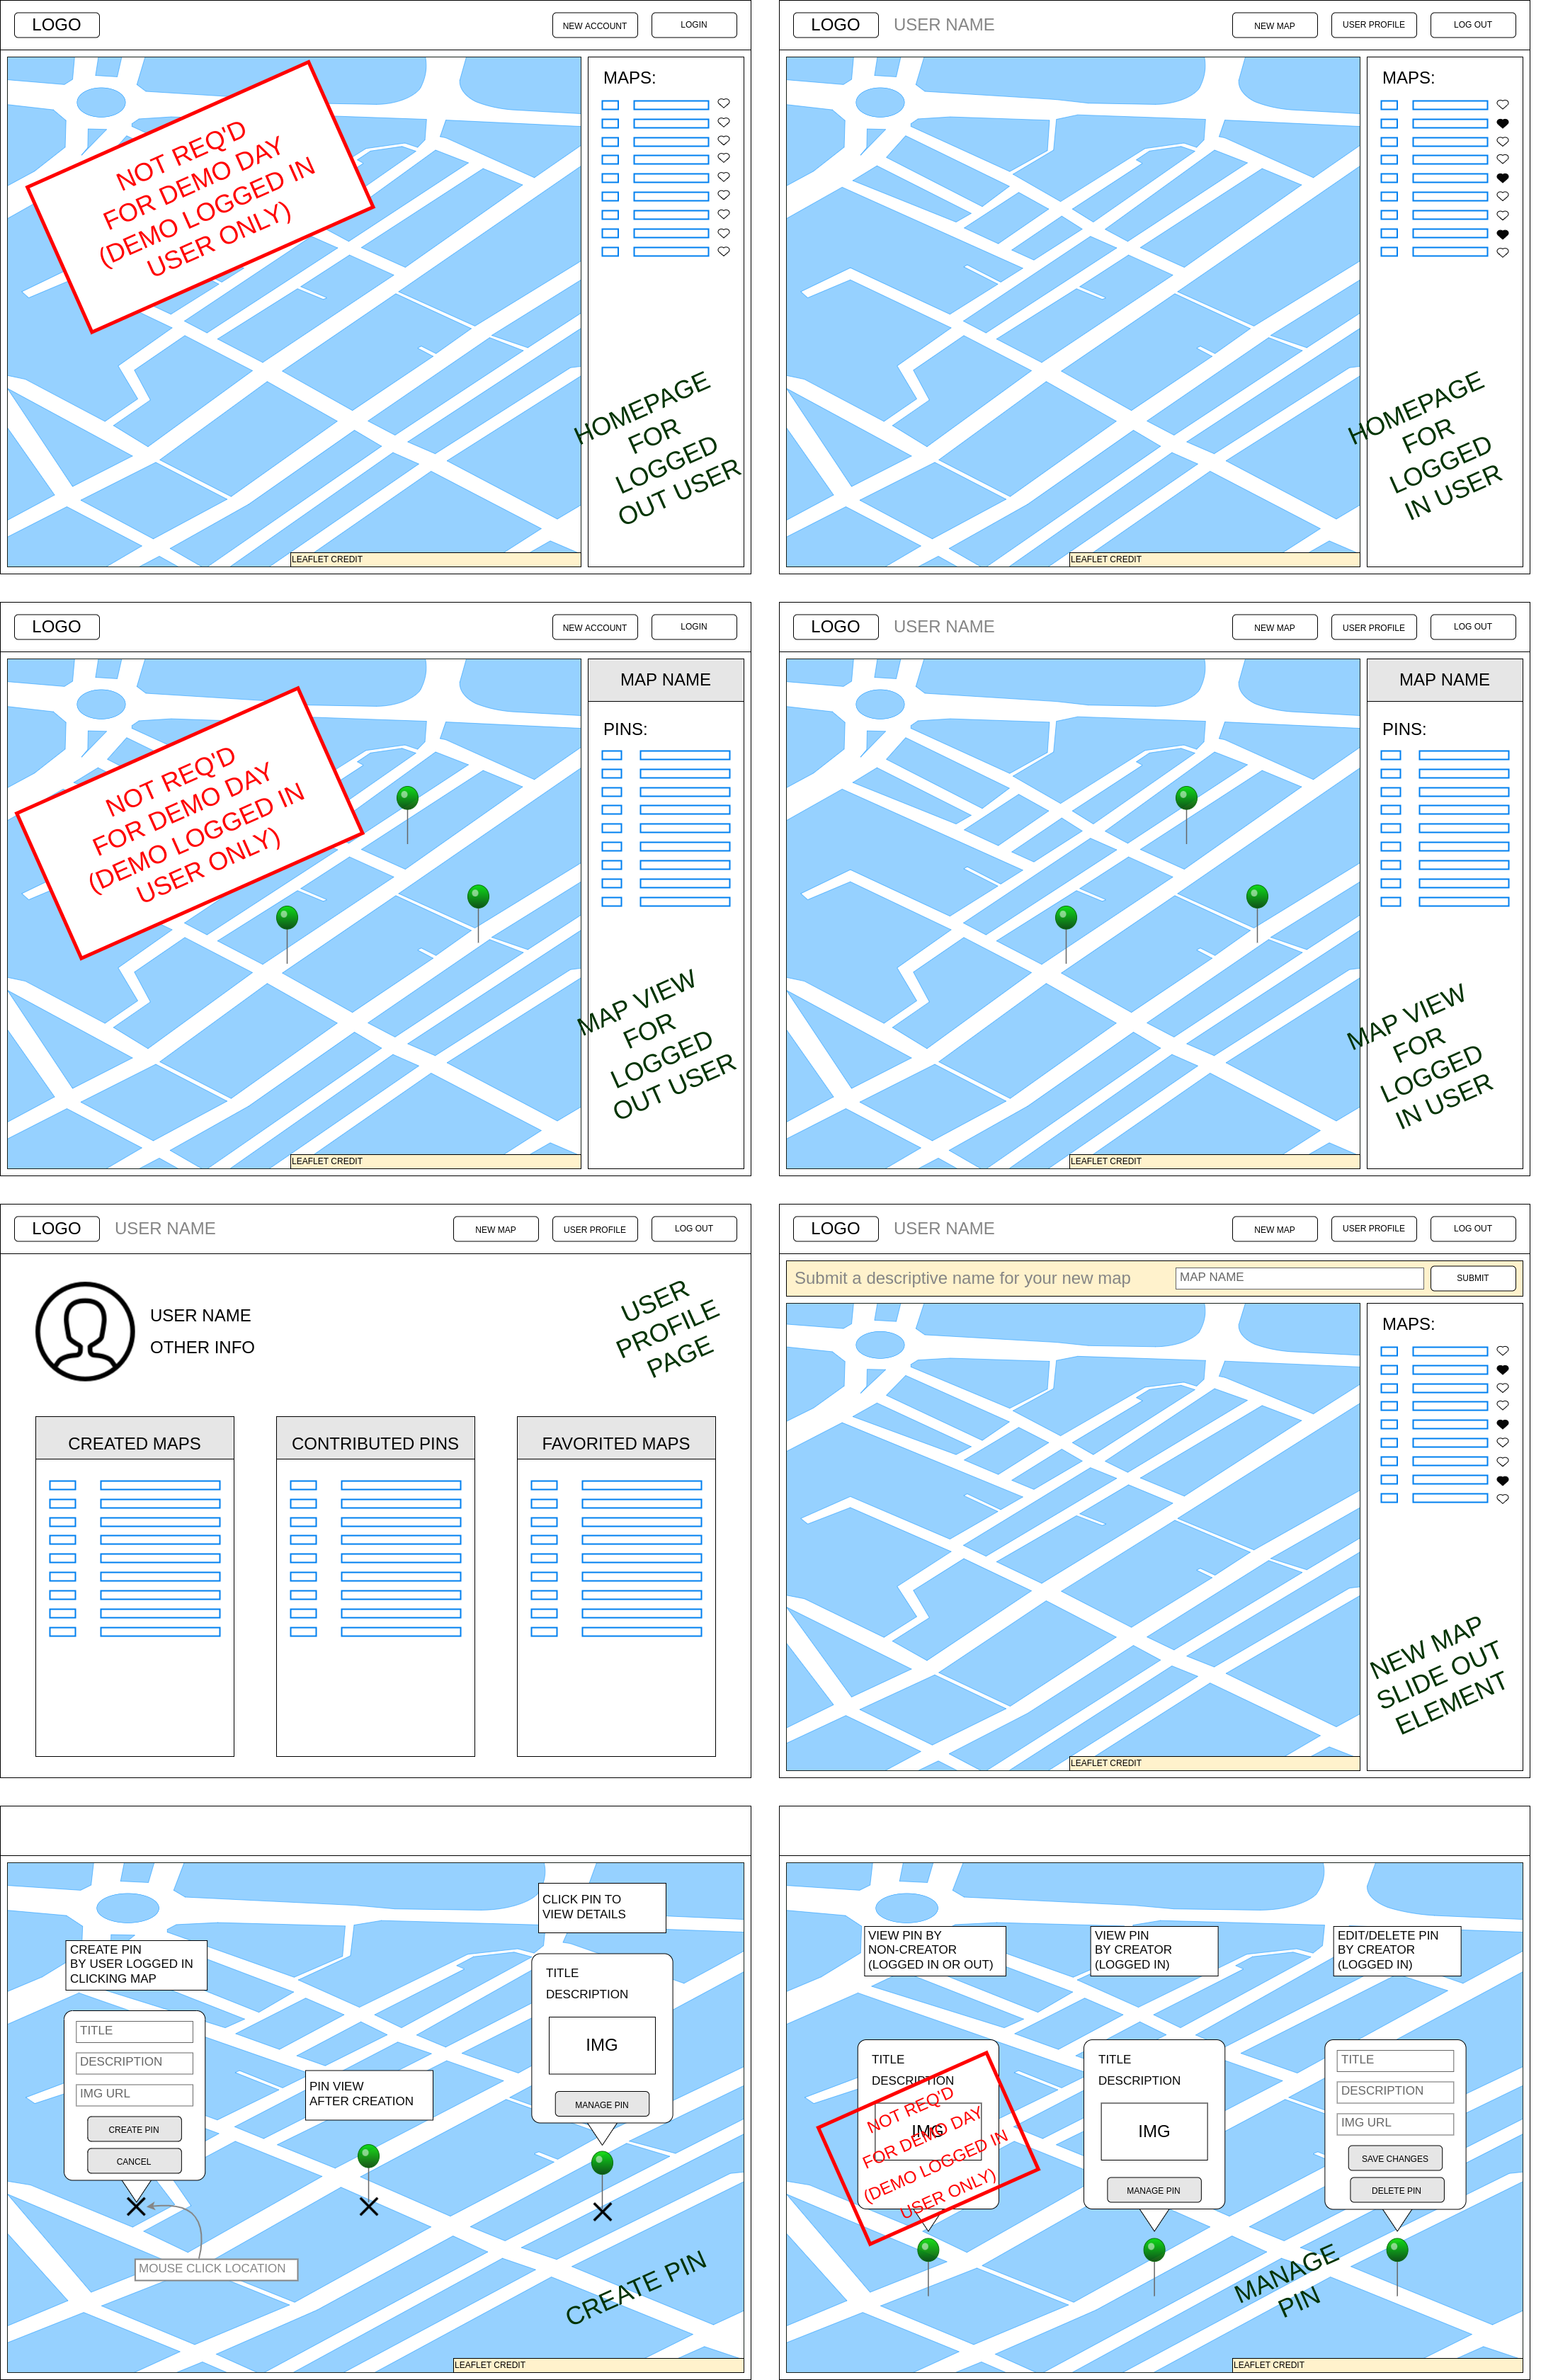 LOGO
NEW ACCOUNT
LOGIN
MAPS:
NOT REQ'D
FOR DEMO DAY
(DEMO LOGGED IN
USER ONLY)
HOMEPAGE
FOR
LOGGED
OUT USER
LEAFLET CREDIT
LOGO
USER NAME
NEW MAP
USER PROFILE
LOG OUT
MAPS:
HOMEPAGE
FOR
LOGGED
IN USER
LEAFLET CREDIT
LOGO
NEW ACCOUNT
LOGIN
MAP NAME
PINS:
NOT REQ'D
FOR DEMO DAY
(DEMO LOGGED IN
USER ONLY)
MAP VIEW
FOR
LOGGED
OUT USER
LEAFLET CREDIT
LOGO
USER NAME
NEW MAP
USER PROFILE
LOG OUT
MAP NAME
PINS:
MAP VIEW
FOR
LOGGED
IN USER
LEAFLET CREDIT
LOGO
USER NAME
NEW MAP
USER PROFILE
LOG OUT
USER NAME
OTHER INFO
USER
PROFILE
PAGE
CREATED MAPS
CONTRIBUTED PINS
FAVORITED MAPS
LOGO
USER NAME
NEW MAP
USER PROFILE
LOG OUT
Submit a descriptive name for your new map
MAP NAME
SUBMIT
MAPS:
NEW MAP
SLIDE OUT
ELEMENT
LEAFLET CREDIT
CREATE PIN
BY USER LOGGED IN
CLICKING MAP
TITLE
DESCRIPTION
IMG URL
CREATE PIN
CANCEL
MOUSE CLICK LOCATION
PIN VIEW
AFTER CREATION
CLICK PIN TO
VIEW DETAILS
TITLE
DESCRIPTION
IMG
MANAGE PIN
CREATE PIN
LEAFLET CREDIT
VIEW PIN BY
NON-CREATOR
(LOGGED IN OR OUT)
TITLE
DESCRIPTION
IMG
NOT REQ'D
FOR DEMO DAY
(DEMO LOGGED IN
USER ONLY)
VIEW PIN
BY CREATOR
(LOGGED IN)
TITLE
DESCRIPTION
IMG
MANAGE PIN
EDIT/DELETE PIN
BY CREATOR
(LOGGED IN)
TITLE
DESCRIPTION
IMG URL
SAVE CHANGES
DELETE PIN
MANAGE
PIN
LEAFLET CREDIT